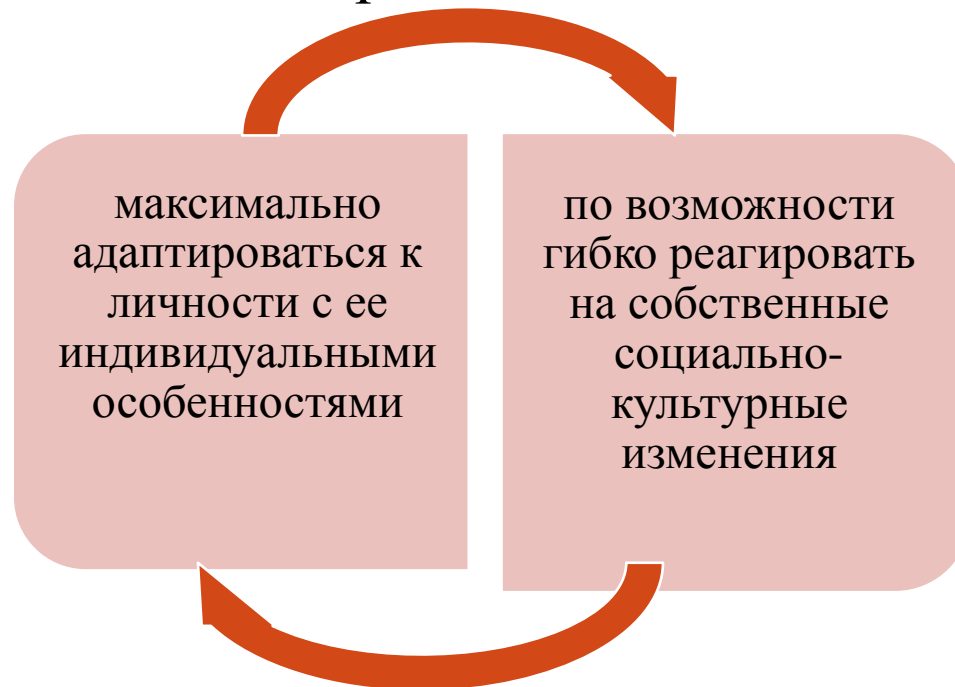 максимально
адаптироваться к
личности с ее
индивидуальными
особенностями
по возможности
гибко реагировать
на собственные
социально-
культурные
изменения